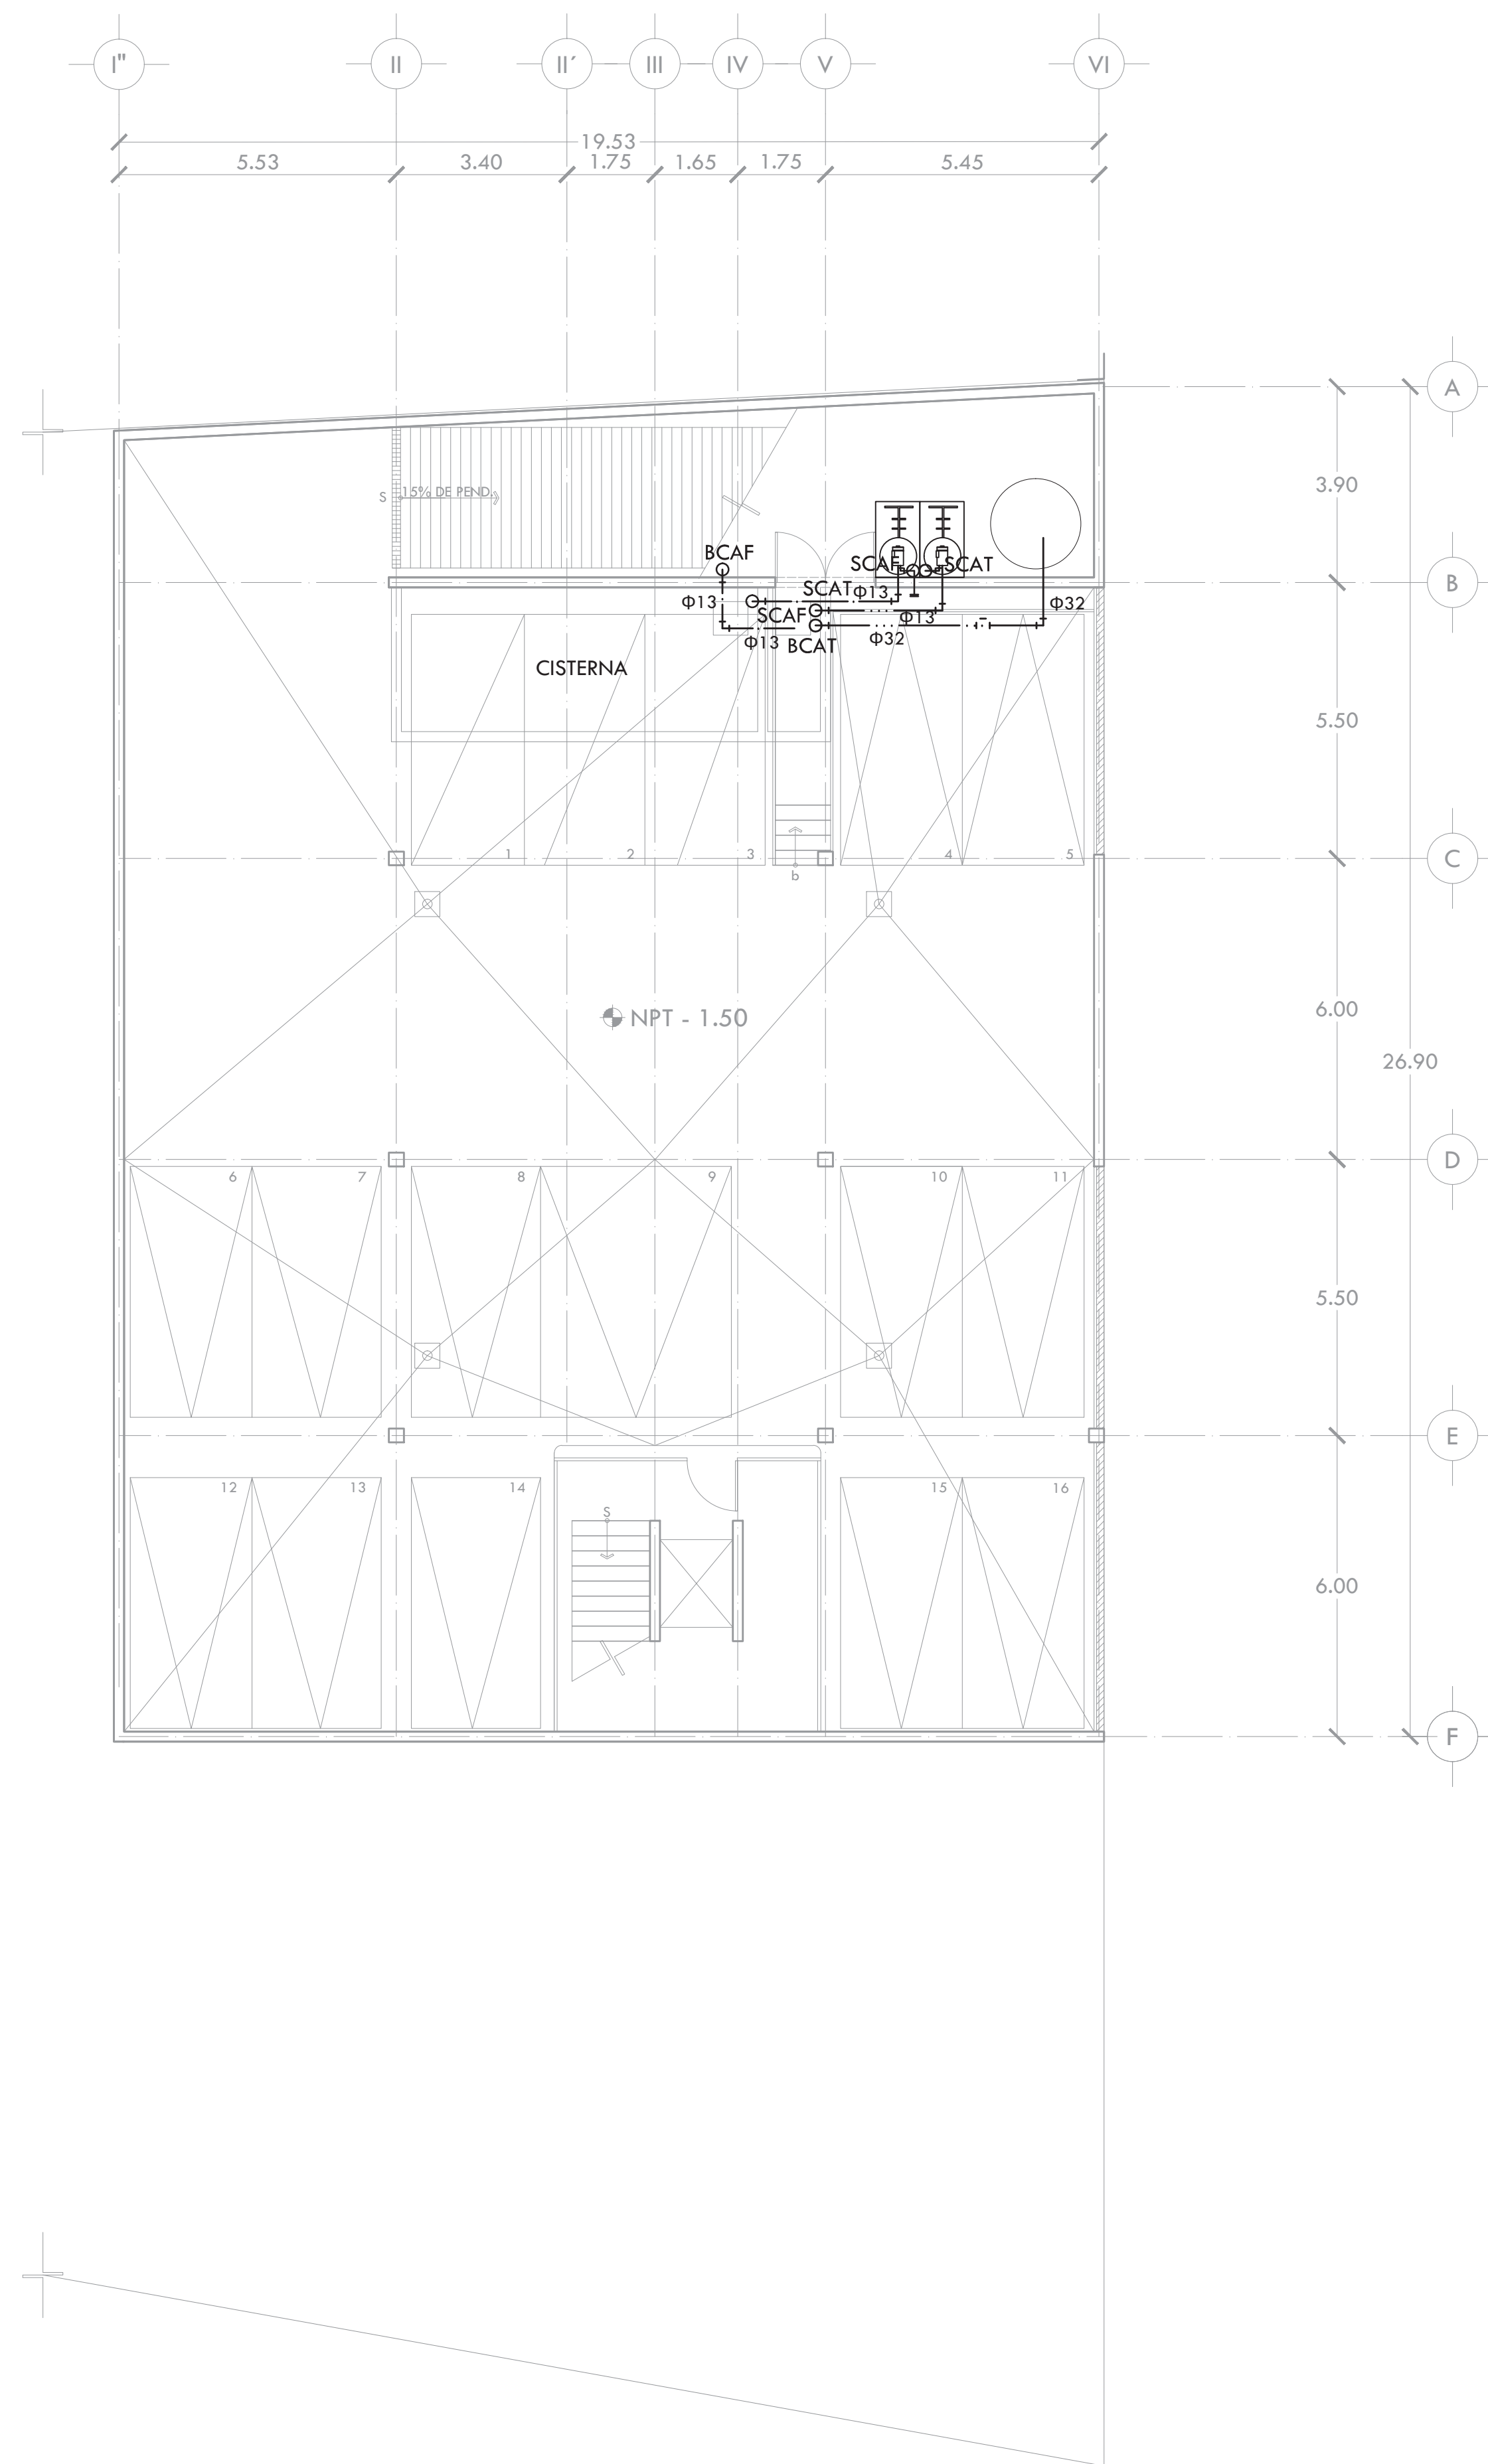 I" II II´ III IV V VI
19.53
5.53 3.40 1.75 1.65 1.75 5.45
A
3.90
S 15% DE PEND.
BCAF SCAF SCAT
B
SCAT Φ13
Φ13 Φ32
SCAF Φ13
Φ13 BCAT Φ32
CISTERNA
5.50
1 2 3 4 5
C
b
6.00
NPT - 1.50
26.90
D
6 7 8 9 10 11
5.50
E
12 13 14 15 16
S
6.00
F